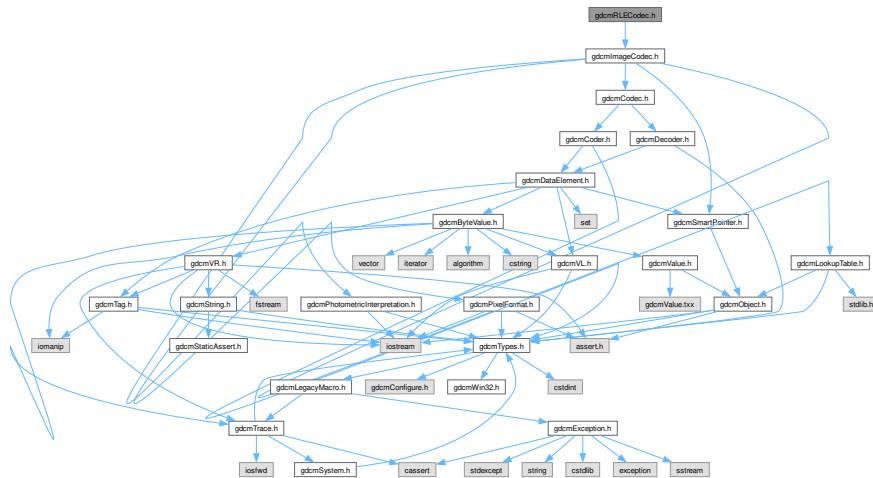 gdcmRLECodec.h
gdcmImageCodec.h
gdcmCodec.h
gdcmCoder.h
gdcmDecoder.h
gdcmDataElement.h
gdcmByteValue.h
set
gdcmSmartPointer.h
gdcmVR.h
vector
iterator
algorithm
cstring
gdcmVL.h
gdcmValue.h
gdcmLookupTable.h
gdcmTag.h
gdcmString.h
fstream
gdcmPhotometricInterpretation.h
gdcmPixelFormat.h
gdcmValue.txx
gdcmObject.h
stdlib.h
iomanip
gdcmStaticAssert.h
iostream
gdcmTypes.h
assert.h
gdcmLegacyMacro.h
gdcmConfigure.h
gdcmWin32.h
cstdint
gdcmTrace.h
gdcmException.h
iosfwd
gdcmSystem.h
cassert
stdexcept
string
cstdlib
exception
sstream